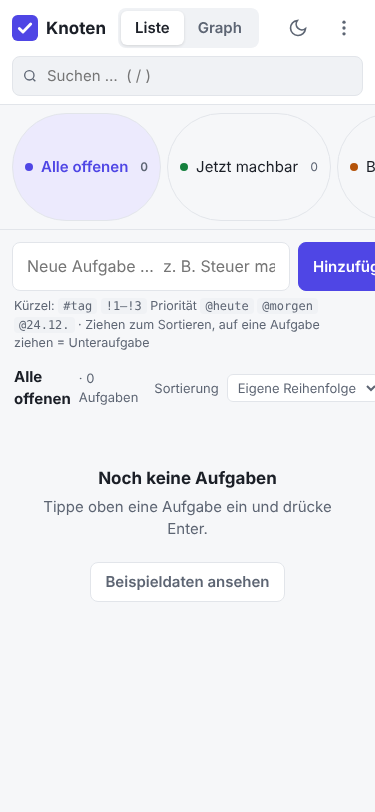 Knoten Liste Graph
Suchen … ( / )
Alle offenen 0 Jetzt machbar 0
Neue Aufgabe … z. B. Steuer ma
Kürzel: #tag !1–!3 Priorität @heute @morgen
@24.12. · Ziehen zum Sortieren, auf eine Aufgabe
ziehen = Unteraufgabe
Alle offenen · 0 Aufgaben Sortierung Eigene Reihenfolge
Noch keine Aufgaben
Tippe oben eine Aufgabe ein und drücke
Enter.
Beispieldaten ansehen